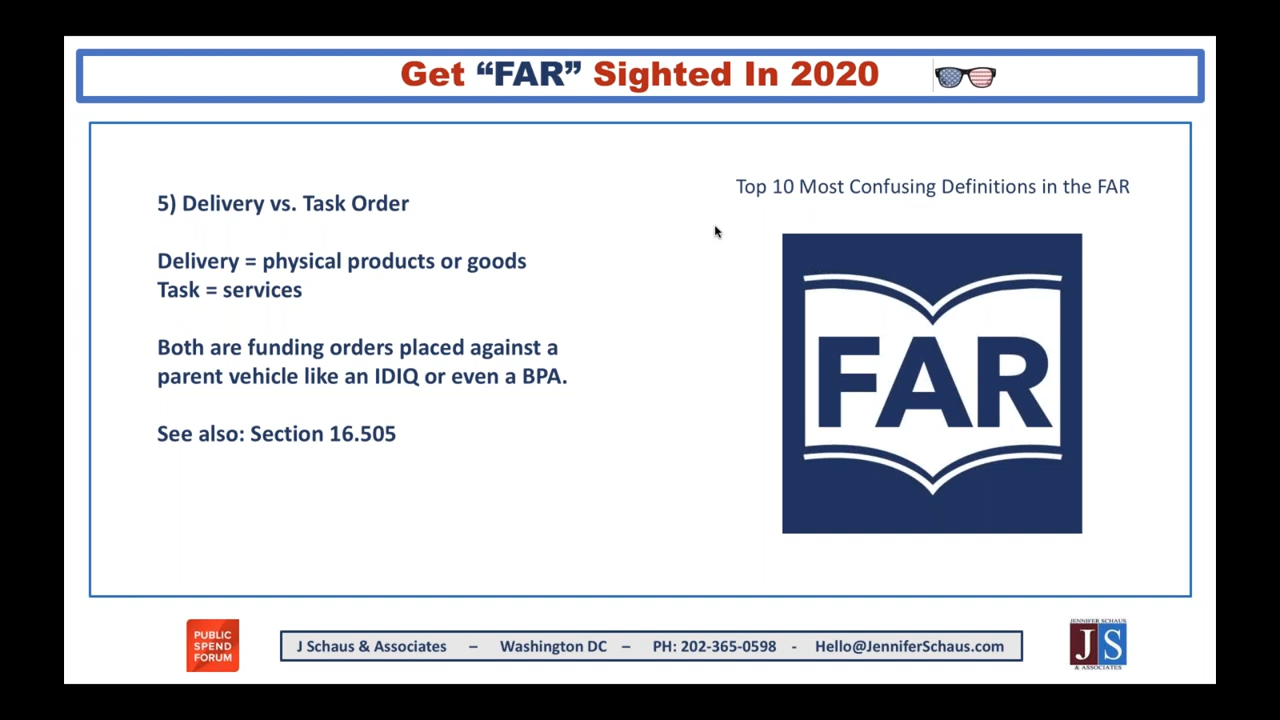 Get “FAR” Sighted In 2020
5) Delivery vs. Task Order
Delivery = physical products or goods
Task = services
Both are funding orders placed against a
parent vehicle like an IDIQ or even a BPA.
See also: Section 16.505
Top 10 Most Confusing Definitions in the FAR
FAR
PUBLIC
SPEND
FORUM
J Schaus & Associates – Washington DC – PH: 202-365-0598 - Hello@JenniferSchaus.com
JENNIFER SCHAUS
JS
& ASSOCIATES